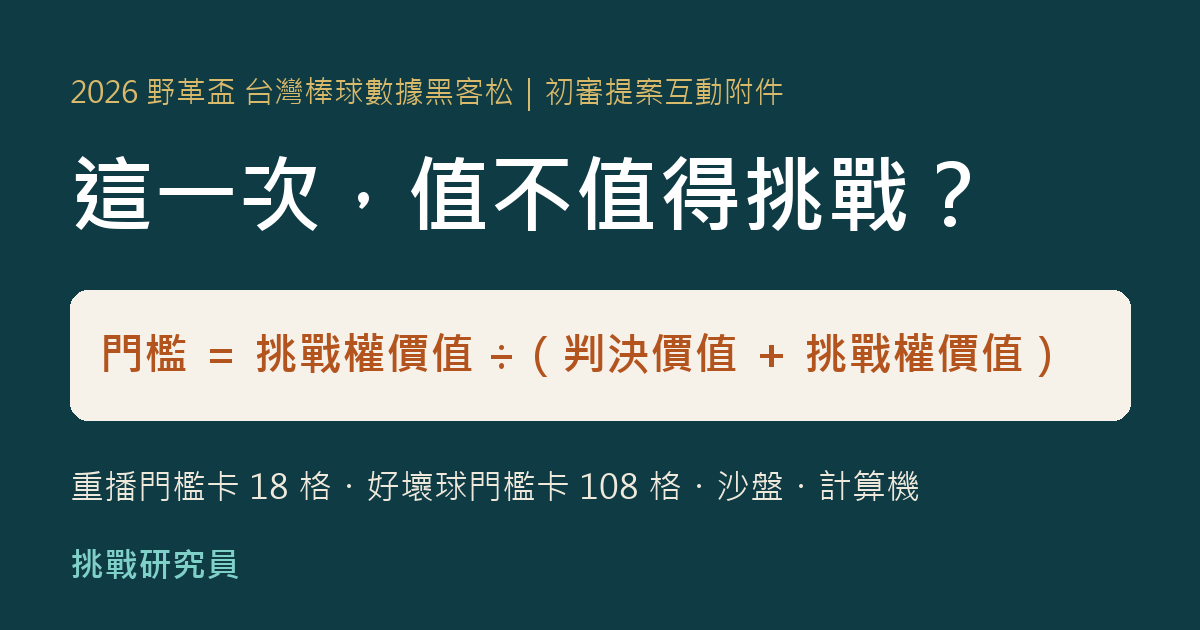 2026 野革盃 台灣棒球數據黑客松｜初審提案互動附件
這一次，值不值得挑戰？
門檻 = 挑戰權價值 ÷ ( 判決價值 + 挑戰權價值 )
重播門檻卡 18 格 · 好壞球門檻卡 108 格 · 沙盤 · 計算機
挑戰研究員